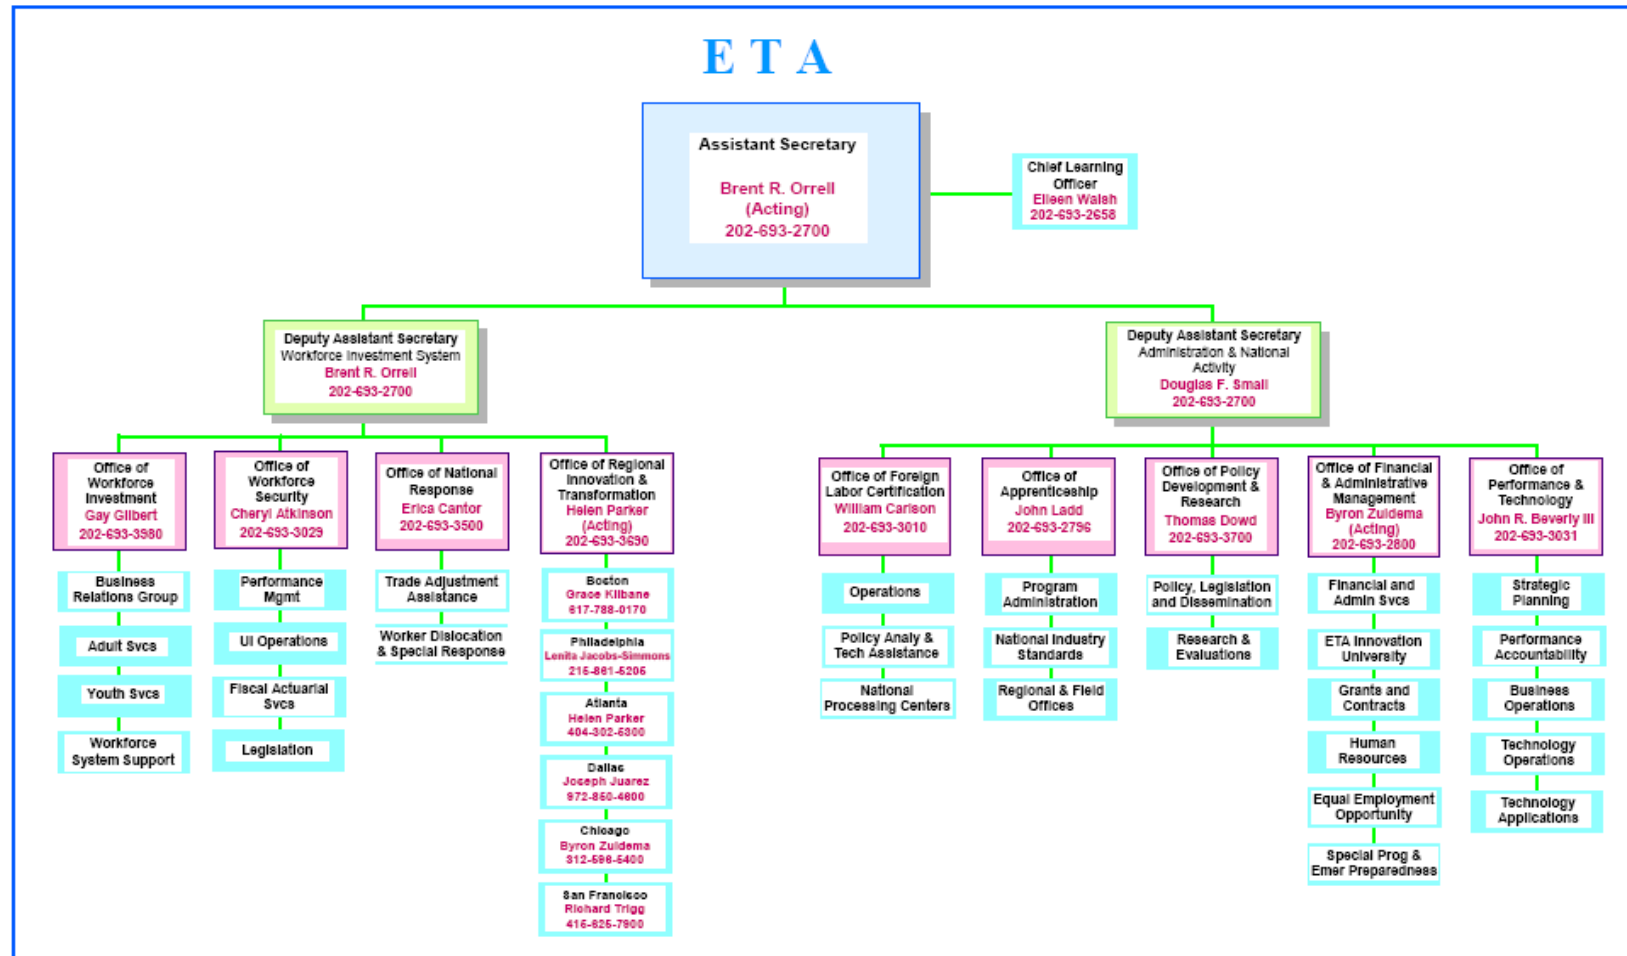 E T A
Assistant Secretary
Brent R. Orrell
(Acting)
202-693-2700
Chief Learning
Officer
Eileen Walsh
202-693-2658
Deputy Assistant Secretary
Workforce Investment System
Brent R. Orrell
202-693-2700
Deputy Assistant Secretary
Administration & National
Activity
Douglas F. Small
202-693-2700
Office of
Workforce
Investment
Gay Gilbert
202-693-3980
Business
Relations Group
Adult Svcs
Youth Svcs
Workforce
System Support
Office of
Workforce
Security
Cheryl Atkinson
202-693-3029
Performance
Mgmt
UI Operations
Fiscal Actuarial
Svcs
Legislation
Office of National
Response
Erica Cantor
202-693-3500
Trade Adjustment
Assistance
Worker Dislocation
& Special Response
Office of Regional
Innovation &
Transformation
Helen Parker
(Acting)
202-693-3690
Boston
Grace Kilbane
617-788-0170
Philadelphia
Lenita Jacobs-Simmons
215-861-5205
Atlanta
Helen Parker
404-302-5300
Dallas
Joseph Juarez
972-850-4600
Chicago
Byron Zuidema
312-596-5400
San Francisco
Richard Trigg
415-625-7900
Office of Foreign
Labor Certification
William Carlson
202-693-3010
Operations
Policy Analy &
Tech Assistance
National
Processing Centers
Office of
Apprenticeship
John Ladd
202-693-2796
Program
Administration
National Industry
Standards
Regional & Field
Offices
Office of Policy
Development &
Research
Thomas Dowd
202-693-3700
Policy, Legislation
and Dissemination
Research &
Evaluations
Office of Financial
& Administrative
Management
Byron Zuidema
(Acting)
202-693-2800
Financial and
Admin Svcs
ETA Innovation
University
Grants and
Contracts
Human
Resources
Equal Employment
Opportunity
Special Prog &
Emer Preparedness
Office of
Performance &
Technology
John R. Beverly III
202-693-3031
Strategic
Planning
Performance
Accountability
Business
Operations
Technology
Operations
Technology
Applications